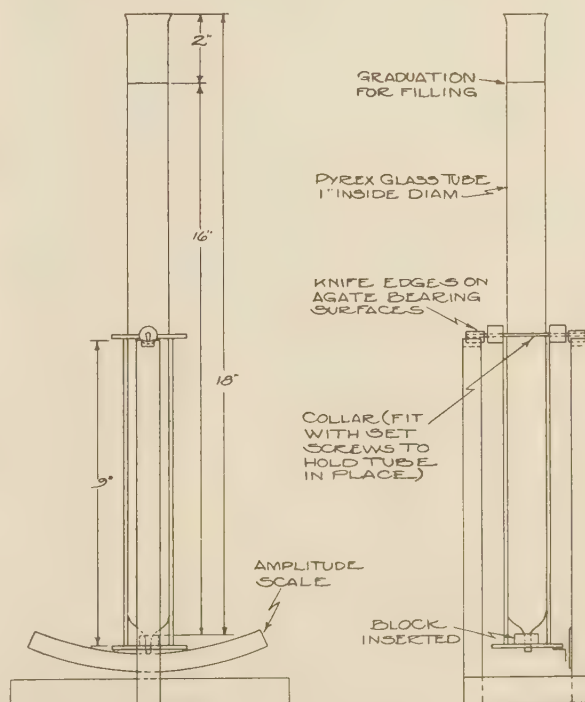 2"
16"
18"
9"
GRADUATION
FOR FILLING
PYREX GLASS TUBE
1" INSIDE DIAM.
KNIFE EDGES ON
AGATE BEARING
SURFACES
COLLAR (FIT
WITH SET
SCREWS TO
HOLD TUBE
IN PLACE)
AMPLITUDE
SCALE
BLOCK
INSERTED